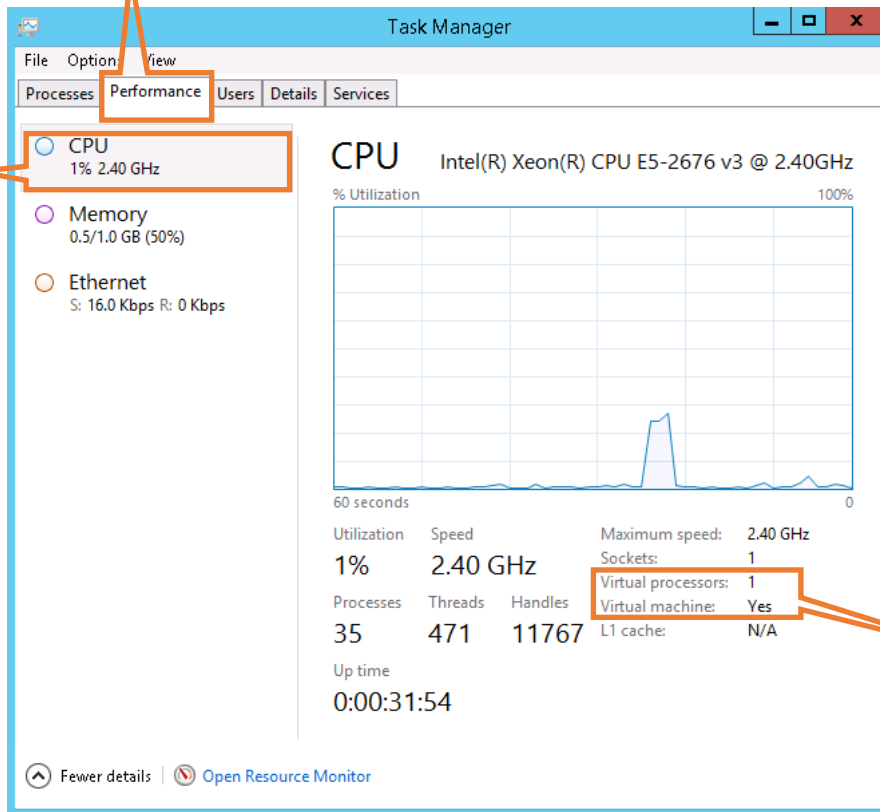 Task Manager
File Options View
Processes Performance Users Details Services
CPU
1% 2.40 GHz
Memory
0.5/1.0 GB (50%)
Ethernet
S: 16.0 Kbps R: 0 Kbps
CPU Intel(R) Xeon(R) CPU E5-2676 v3 @ 2.40GHz
% Utilization 100%
60 seconds 0
Utilization Speed
1% 2.40 GHz
Processes Threads Handles
35 471 11767
Up time
0:00:31:54
Maximum speed: 2.40 GHz
Sockets: 1
Virtual processors: 1
Virtual machine: Yes
L1 cache: N/A
Fewer details Open Resource Monitor